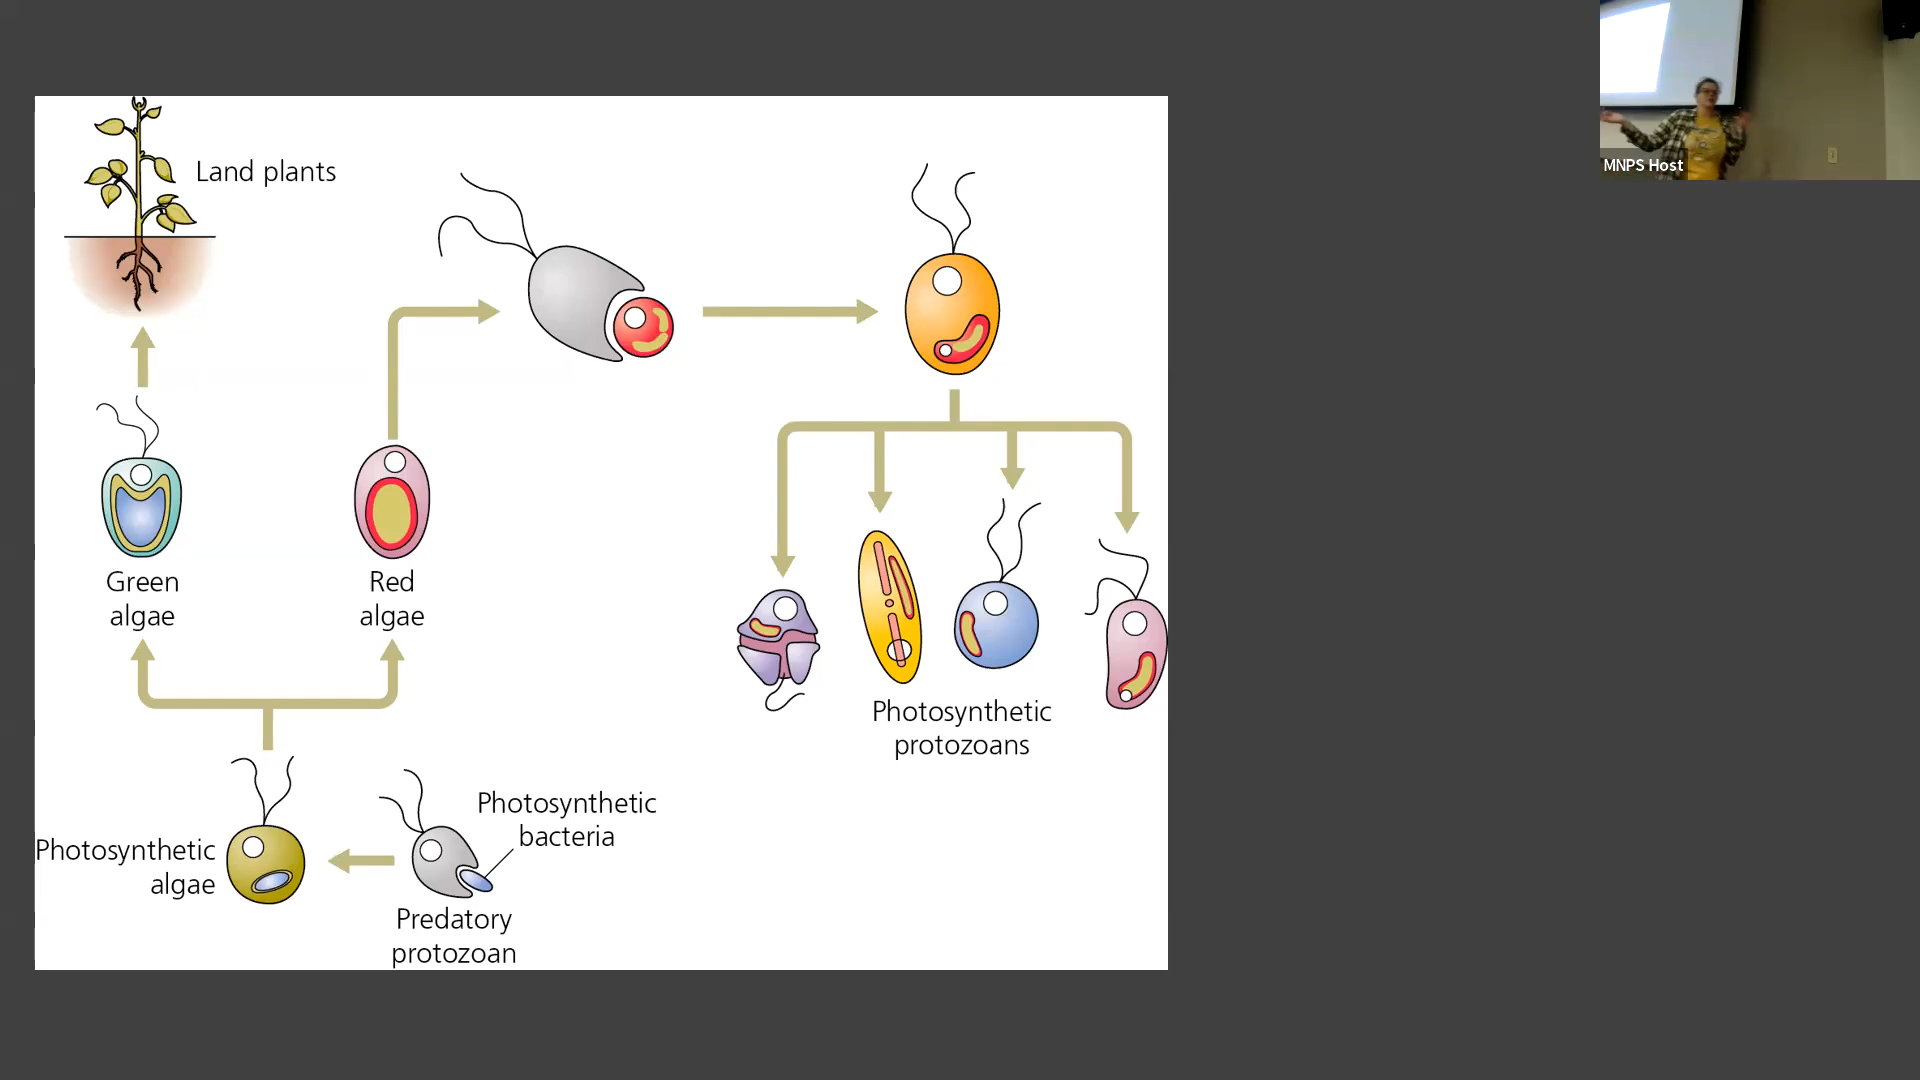 Land plants
MNPS Host
Green
algae
Red
algae
Photosynthetic
protozoans
Photosynthetic
bacteria
Photosynthetic
algae
Predatory
protozoan